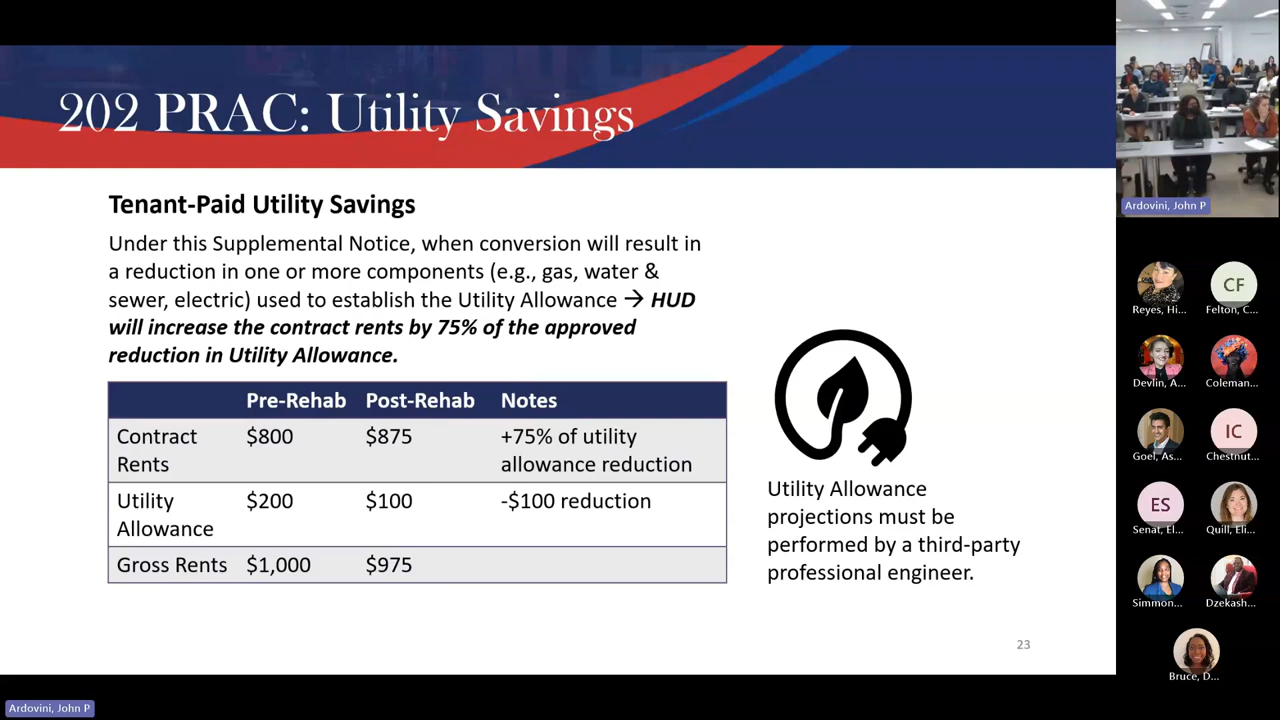 202 PRAC: Utility Savings
Tenant-Paid Utility Savings
Under this Supplemental Notice, when conversion will result in
a reduction in one or more components (e.g., gas, water &
sewer, electric) used to establish the Utility Allowance → HUD
will increase the contract rents by 75% of the approved
reduction in Utility Allowance.
Pre-Rehab Post-Rehab Notes
Contract Rents $800 $875 +75% of utility
allowance reduction
Utility Allowance $200 $100 -$100 reduction
Gross Rents $1,000 $975
Utility Allowance
projections must be
performed by a third-party
professional engineer.
23
Ardovini, John P
Ardovini, John P
Reyes, Hi...
CF
Felton, C...
Devlin, A...
Coleman...
Goel, As...
IC
Chestnut...
ES
Senat, El...
Quill, Eli...
Simmon...
Dzekash...
Bruce, D...